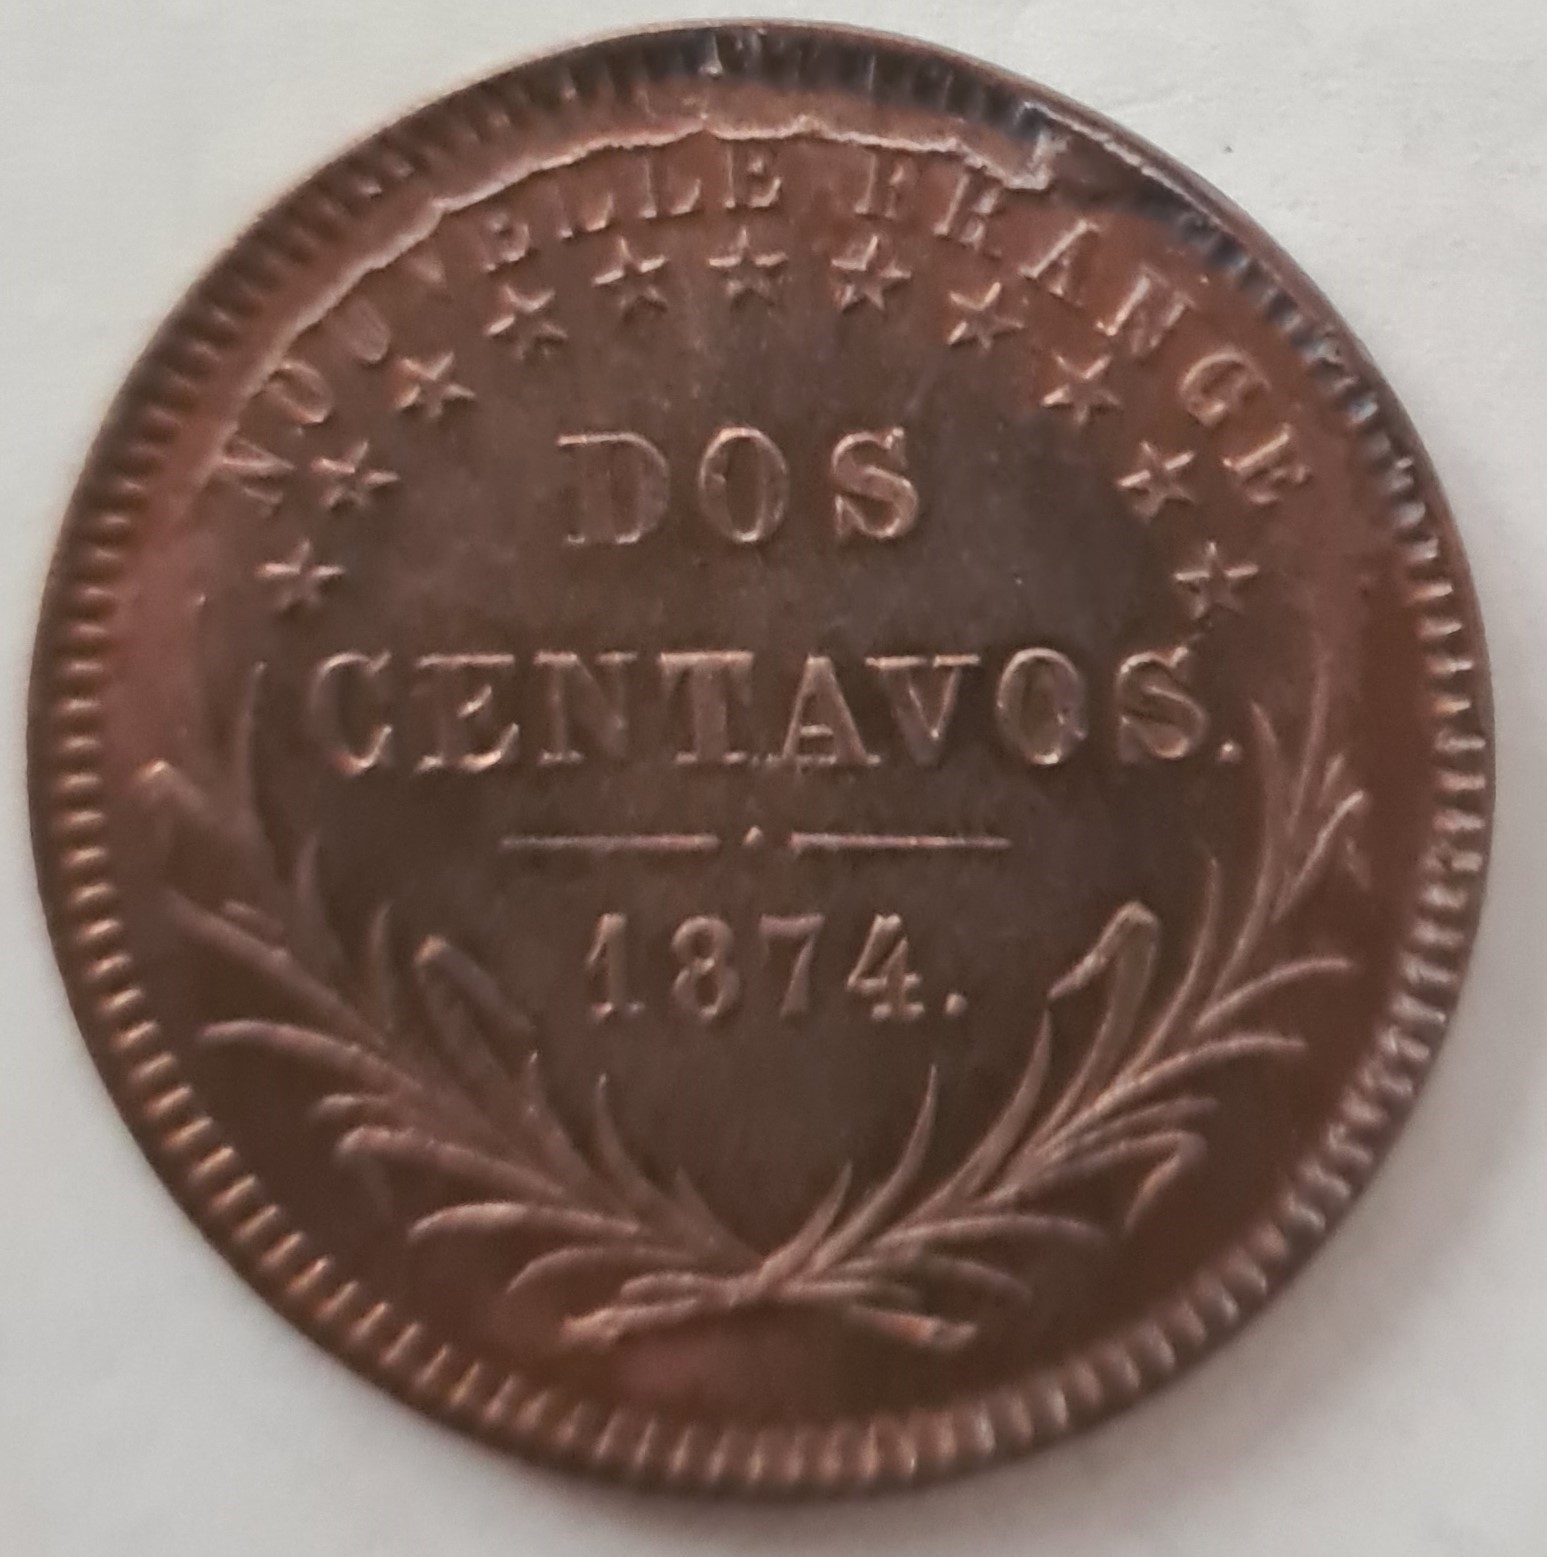 NOUVELLE FRANCE
DOS
CENTAVOS.
1874.